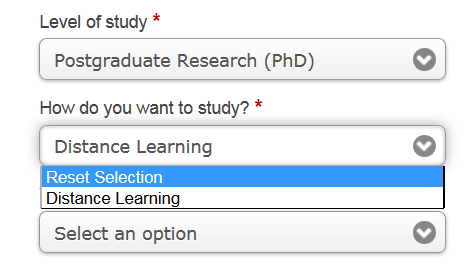 Level of study *
Postgraduate Research (PhD)
How do you want to study? *
Distance Learning
Reset Selection
Distance Learning
Select an option